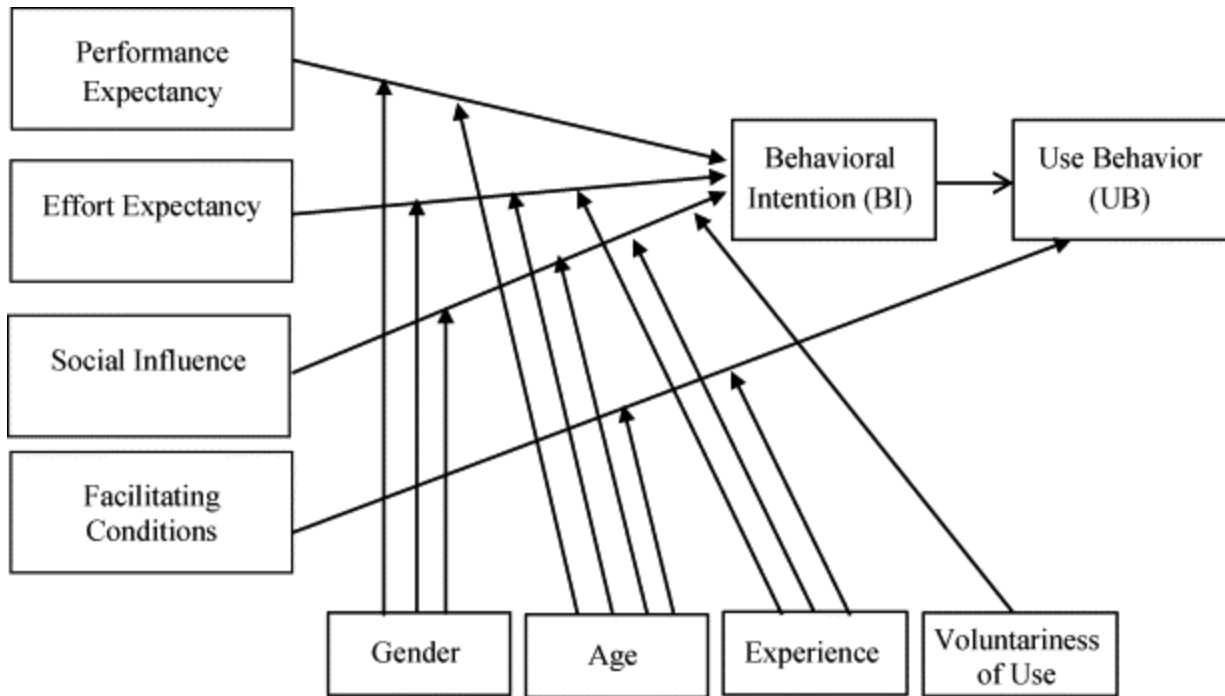 Performance
Expectancy
Effort Expectancy
Social Influence
Facilitating
Conditions
Behavioral
Intention (BI)
Use Behavior
(UB)
Gender
Age
Experience
Voluntariness
of Use